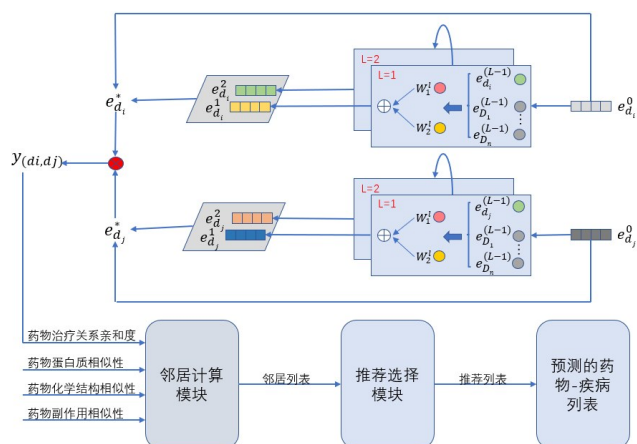 L=2
L=1
$e_{d_i}^{(L-1)}$
$W_1^l$
$e_{d_i}^2$
$e_{d_i}^*$
$e_{d_i}^1$
$e_{D_1}^{(L-1)}$
$e_{d_i}^0$
$W_2^l$
⋮
$e_{D_n}^{(L-1)}$
$y_{(di,dj)}$
L=2
L=1
$e_{d_j}^{(L-1)}$
$W_1^l$
$e_{d_j}^2$
$e_{d_j}^*$
$e_{d_j}^1$
$e_{D_1}^{(L-1)}$
$e_{d_j}^0$
$W_2^l$
⋮
$e_{D_n}^{(L-1)}$
药物治疗关系亲和度
药物蛋白质相似性
药物化学结构相似性
药物副作用相似性
邻居计算
模块
邻居列表
推荐选择
模块
推荐列表
预测的药
物-疾病
列表